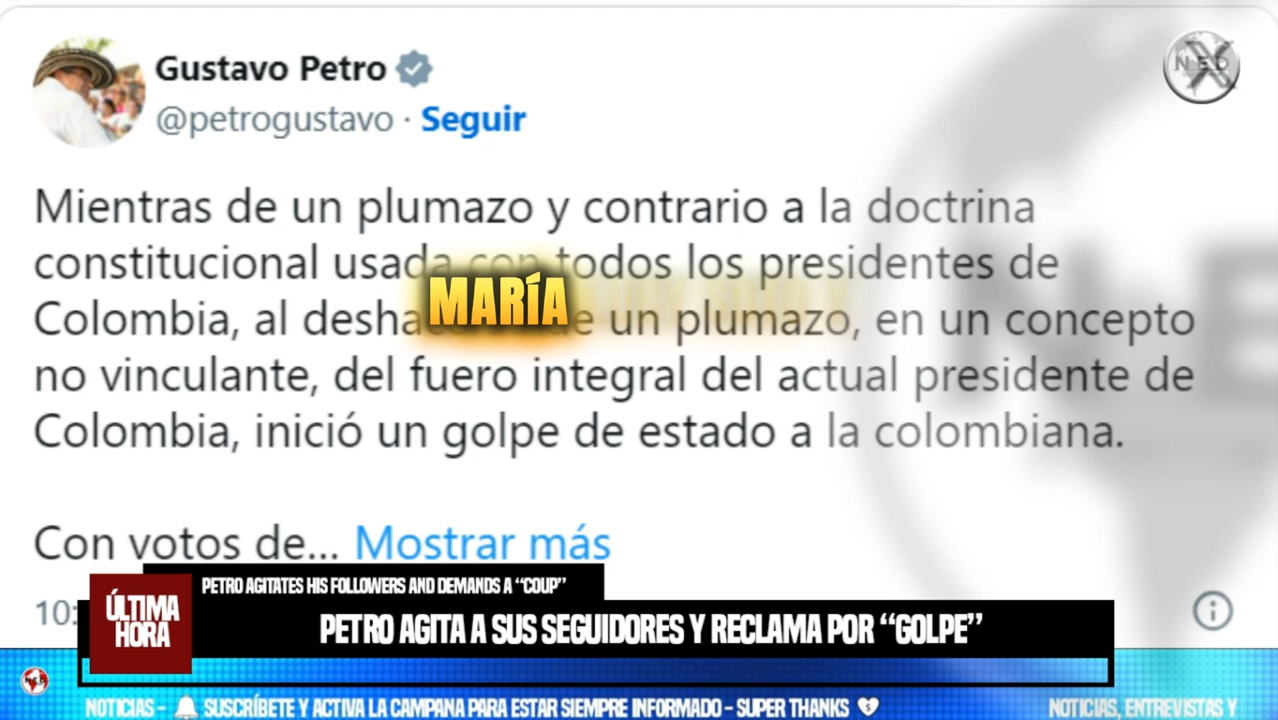 Gustavo Petro
@petrogustavo · Seguir
NED
Mientras de un plumazo y contrario a la doctrina
constitucional usada con todos los presidentes de
MARÍA
Colombia, al desha e un plumazo, en un concepto
no vinculante, del fuero integral del actual presidente de
Colombia, inició un golpe de estado a la colombiana.
Con votos de... Mostrar más
10:
PETRO AGITATES HIS FOLLOWERS AND DEMANDS A “COUP”
ÚLTIMA
HORA
PETRO AGITA A SUS SEGUIDORES Y RECLAMA POR “GOLPE”
NOTICIAS - 🔔 SUSCRÍBETE Y ACTIVA LA CAMPANA PARA ESTAR SIEMPRE INFORMADO - SUPER THANKS 💔 NOTICIAS, ENTREVISTAS Y